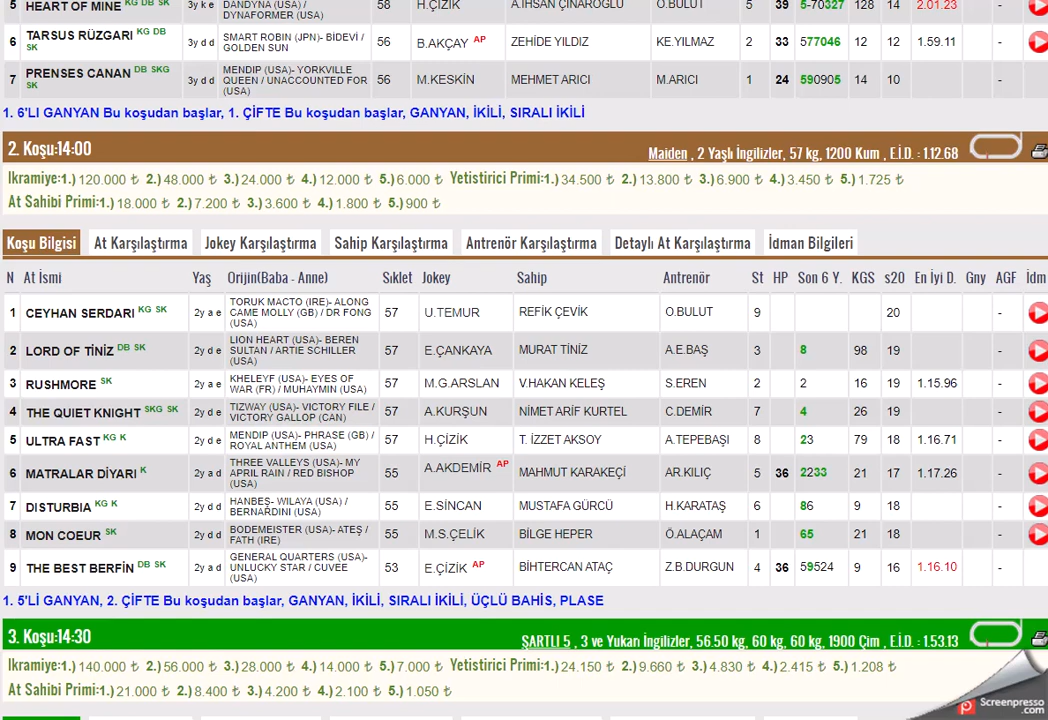 5 HEART OF MINE KG DB SK 3y k e DANDYNA (USA) / DYNAFORMER (USA) 58 H.ÇİZİK A.İHSAN ÇINAROĞLU O.BULUT 5 39 5-70327 128 14 2.01.23 -
6 TARSUS RÜZGARI KG DB SK 3y d d SMART ROBIN (JPN)- BİDEVİ / GOLDEN SUN 56 B.AKÇAY AP ZEHİDE YILDIZ KE.YILMAZ 2 33 577046 12 12 1.59.11 -
7 PRENSES CANAN DB SKG SK 3y d d MENDIP (USA)- YORKVILLE QUEEN / UNACCOUNTED FOR (USA) 56 M.KESKİN MEHMET ARICI M.ARICI 1 24 590905 14 10 -
1. 6'LI GANYAN Bu koşudan başlar, 1. ÇİFTE Bu koşudan başlar, GANYAN, İKİLİ, SIRALI İKİLİ
2. Koşu:14:00 Maiden , 2 Yaşlı İngilizler, 57 kg, 1200 Kum , E.İ.D. : 1.12.68
İkramiye:1.) 120.000 ₺ 2.) 48.000 ₺ 3.) 24.000 ₺ 4.) 12.000 ₺ 5.) 6.000 ₺ Yetistirici Primi:1.) 34.500 ₺ 2.) 13.800 ₺ 3.) 6.900 ₺ 4.) 3.450 ₺ 5.) 1.725 ₺
At Sahibi Primi:1.) 18.000 ₺ 2.) 7.200 ₺ 3.) 3.600 ₺ 4.) 1.800 ₺ 5.) 900 ₺
Koşu Bilgisi At Karşılaştırma Jokey Karşılaştırma Sahip Karşılaştırma Antrenör Karşılaştırma Detaylı At Karşılaştırma İdman Bilgileri
N At İsmi Yaş Orijin(Baba - Anne) Sıklet Jokey Sahip Antrenör St HP Son 6 Y. KGS s20 En İyi D. Gny AGF İdm
1 CEYHAN SERDARI KG SK 2y a e TORUK MACTO (IRE)- ALONG CAME MOLLY (GB) / DR FONG (USA) 57 U.TEMUR REFİK ÇEVİK O.BULUT 9 20 -
2 LORD OF TİNİZ DB SK 2y d e LION HEART (USA)- BEREN SULTAN / ARTIE SCHILLER (USA) 57 E.ÇANKAYA MURAT TİNİZ A.E.BAŞ 3 8 98 19 -
3 RUSHMORE SK 2y a e KHELEYF (USA)- EYES OF WAR (FR) / MUHAYMIN (USA) 57 M.G.ARSLAN V.HAKAN KELEŞ S.EREN 2 2 16 19 1.15.96 -
4 THE QUIET KNIGHT SKG SK 2y d e TIZWAY (USA)- VICTORY FILE / VICTORY GALLOP (CAN) 57 A.KURŞUN NİMET ARİF KURTEL C.DEMİR 7 4 26 19 -
5 ULTRA FAST KG K 2y d e MENDIP (USA)- PHRASE (GB) / ROYAL ANTHEM (USA) 57 H.ÇİZİK T. İZZET AKSOY A.TEPEBAŞI 8 23 79 18 1.16.71 -
6 MATRALAR DİYARI K 2y a d THREE VALLEYS (USA)- MY APRIL RAIN / RED BISHOP (USA) 55 A.AKDEMİR AP MAHMUT KARAKEÇİ AR.KILIÇ 5 36 2233 21 17 1.17.26 -
7 DISTURBIA KG K 2y d d HANBEŞ- WILAYA (USA) / BERNARDİNİ (USA) 55 E.SİNCAN MUSTAFA GÜRCÜ H.KARATAŞ 6 86 9 18 -
8 MON COEUR SK 2y d d BODEMEISTER (USA)- ATEŞ / FATH (IRE) 55 M.S.ÇELİK BİLGE HEPER Ö.ALAÇAM 1 65 21 18 -
9 THE BEST BERFİN DB SK 2y a d GENERAL QUARTERS (USA)- UNLUCKY STAR / CUVEE (USA) 53 E.ÇİZİK AP BİHTERCAN ATAÇ Z.B.DURGUN 4 36 59524 9 16 1.16.10 -
1. 5'Lİ GANYAN, 2. ÇİFTE Bu koşudan başlar, GANYAN, İKİLİ, SIRALI İKİLİ, ÜÇLÜ BAHİS, PLASE
3. Koşu:14:30 ŞARTLI 5 , 3 ve Yukarı İngilizler, 56.50 kg, 60 kg, 60 kg, 1900 Çim , E.İ.D. : 1.53.13
İkramiye:1.) 140.000 ₺ 2.) 56.000 ₺ 3.) 28.000 ₺ 4.) 14.000 ₺ 5.) 7.000 ₺ Yetistirici Primi:1.) 24.150 ₺ 2.) 9.660 ₺ 3.) 4.830 ₺ 4.) 2.415 ₺ 5.) 1.208 ₺
At Sahibi Primi:1.) 21.000 ₺ 2.) 8.400 ₺ 3.) 4.200 ₺ 4.) 2.100 ₺ 5.) 1.050 ₺
Screenpresso
.com